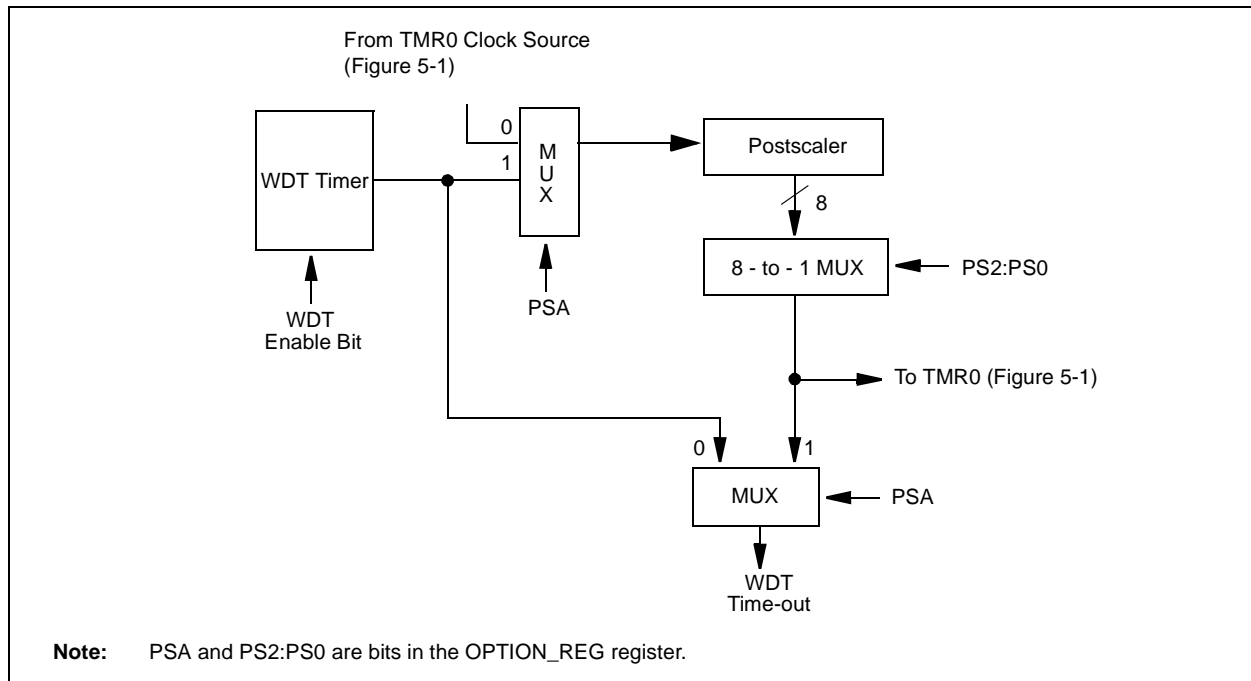 From TMR0 Clock Source
(Figure 5-1)
0
1
M
U
X
WDT Timer
Postscaler
8
8 - to - 1 MUX
PS2:PS0
PSA
WDT
Enable Bit
To TMR0 (Figure 5-1)
0
1
MUX
PSA
WDT
Time-out
Note: PSA and PS2:PS0 are bits in the OPTION_REG register.